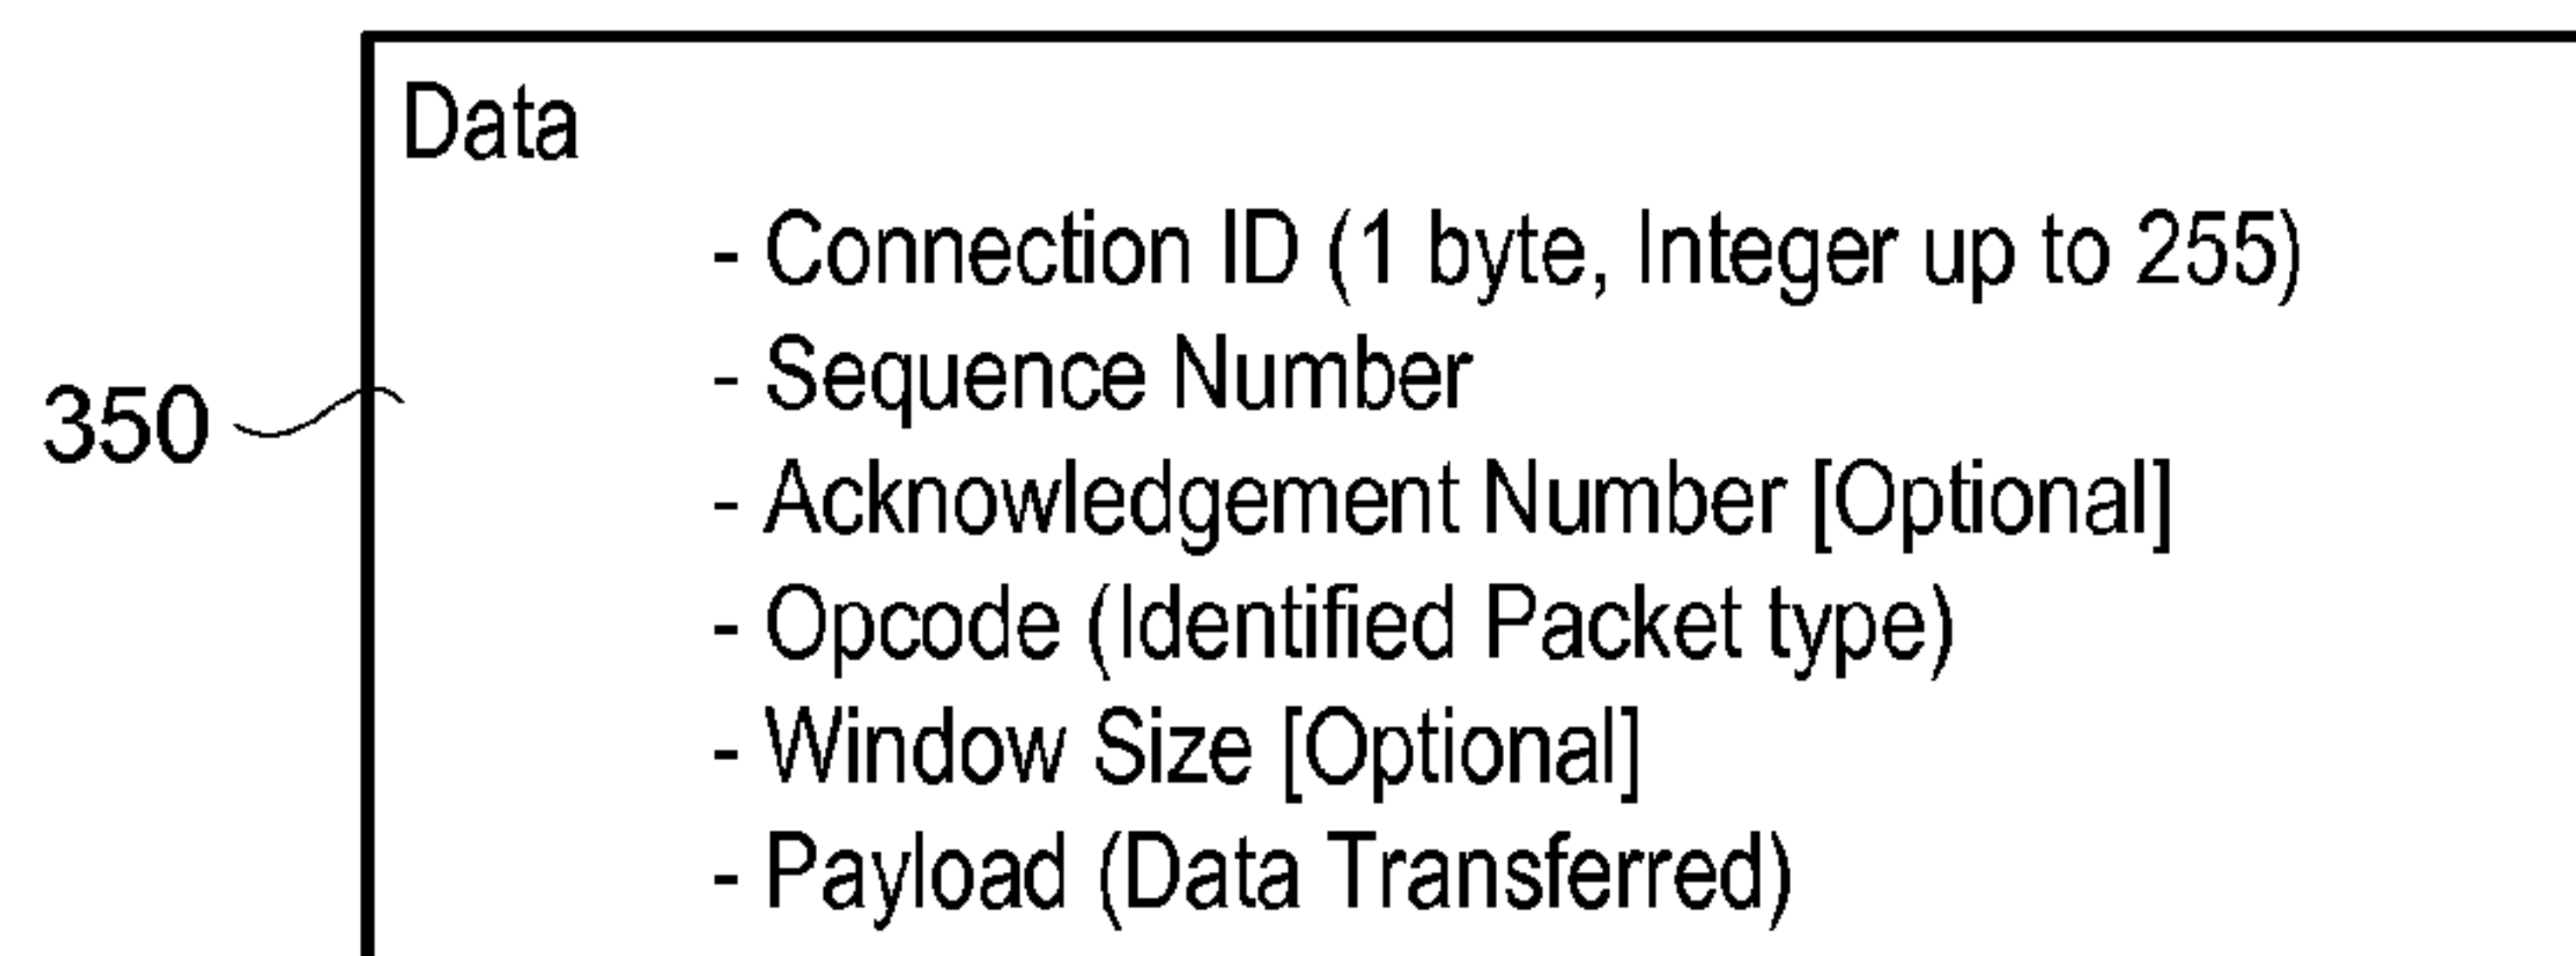 Data
- Connection ID (1 byte, Integer up to 255)
- Sequence Number
350
- Acknowledgement Number [Optional]
- Opcode (Identified Packet type)
- Window Size [Optional]
- Payload (Data Transferred)